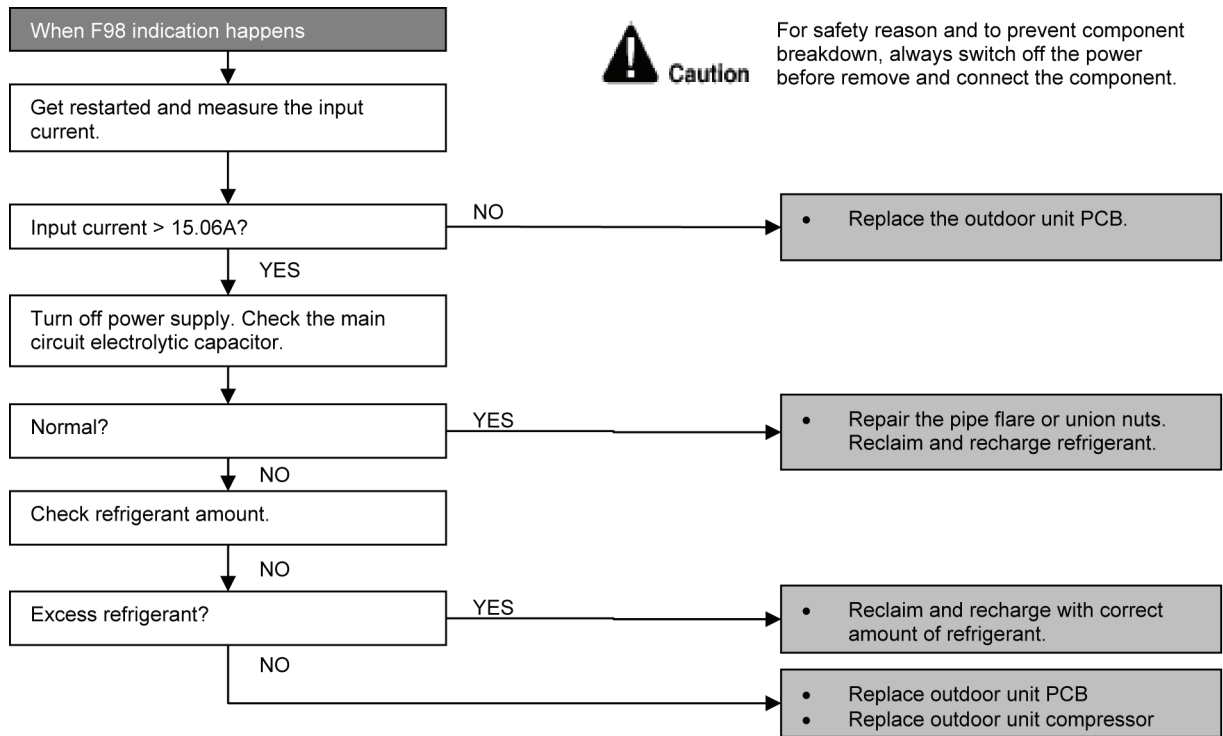 When F98 indication happens
Caution
For safety reason and to prevent component
breakdown, always switch off the power
before remove and connect the component.
Get restarted and measure the input
current.
Input current > 15.06A?
NO
• Replace the outdoor unit PCB.
YES
Turn off power supply. Check the main
circuit electrolytic capacitor.
Normal?
YES
• Repair the pipe flare or union nuts.
Reclaim and recharge refrigerant.
NO
Check refrigerant amount.
NO
Excess refrigerant?
YES
• Reclaim and recharge with correct
amount of refrigerant.
NO
• Replace outdoor unit PCB
• Replace outdoor unit compressor